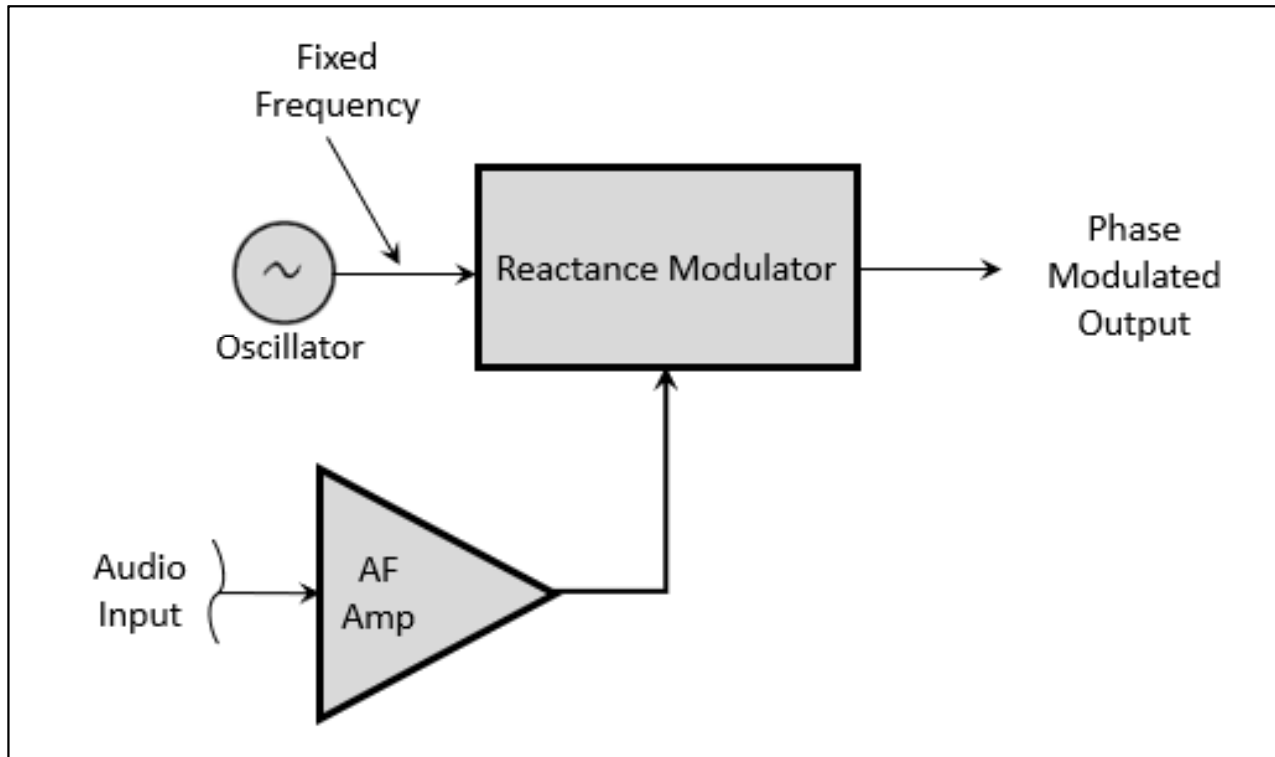 Fixed
Frequency
~
Oscillator
Reactance Modulator
Phase
Modulated
Output
Audio
Input
AF
Amp